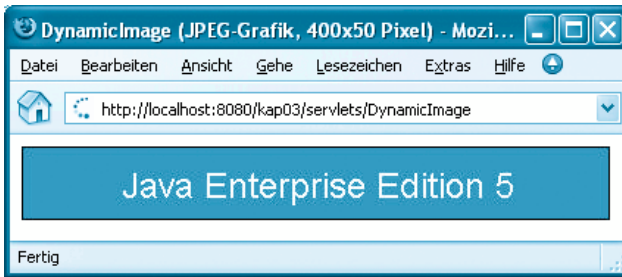 DynamicImage (JPEG-Grafik, 400x50 Pixel) - Mozi...
Datei Bearbeiten Ansicht Gehe Lesezeichen Extras Hilfe
http://localhost:8080/kap03/servlets/DynamicImage
Java Enterprise Edition 5
Fertig